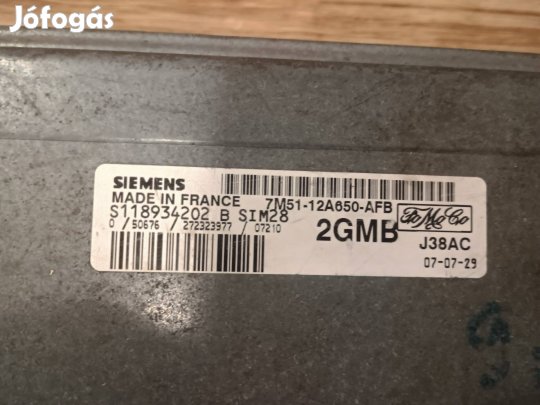 Jófogás
SIEMENS
MADE IN FRANCE 7M51-12A650-AFB
S118934202 B SIM28
0 /50676 / 272323977 /07210
2GMB
FoMoCo
J38AC
07-07-29